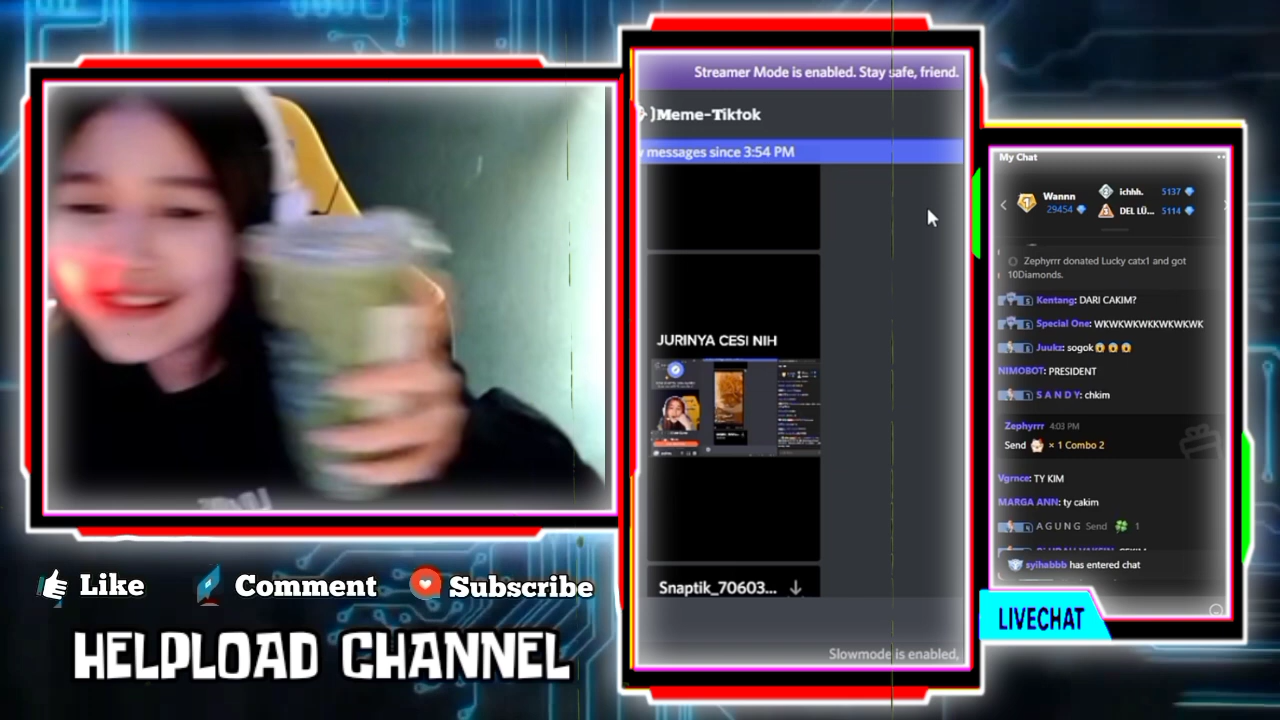 Streamer Mode is enabled. Stay safe, friend.
)Meme-Tiktok
messages since 3:54 PM
JURINYA CESI NIH
Snaptik_70603...
Slowmode is enabled,
My Chat
Wannn
29454
ichhh. 5137
DEL LÜ... 5114
Zephyrrr donated Lucky catx1 and got
10Diamonds.
Kentang: DARI CAKIM?
Special One: WKWKWKWKKWKWKWK
Juukz: sogok😱😱😱
NIMOBOT: PRESIDENT
S A N D Y: chkim
Zephyrrr 4:03 PM
Send × 1 Combo 2
Vgrnce: TY KIM
MARGA ANN: ty cakim
A G U N G Send 🍀 1
syihabbb has entered chat
LIVECHAT
Like Comment Subscribe
HELPLOAD CHANNEL